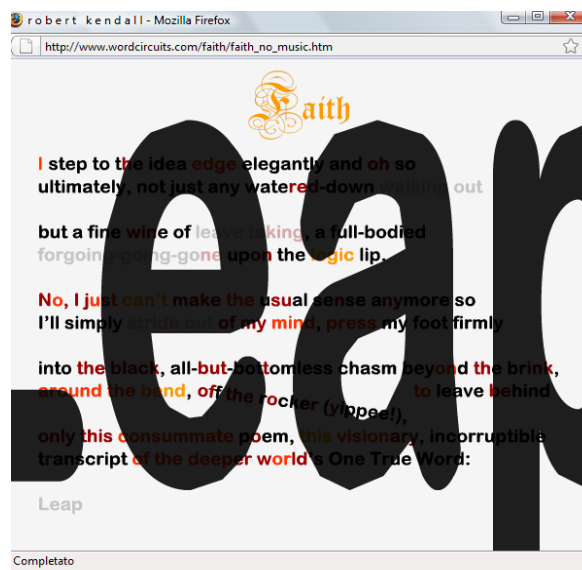 robert kendall - Mozilla Firefox
http://www.wordcircuits.com/faith/faith_no_music.htm
Faith
I step to the idea edge elegantly and oh so
ultimately, not just any watered-down walking out
but a fine wine of leave taking, a full-bodied
forgoing-going-gone upon the logic lip.
No, I just can't make the usual sense anymore so
I'll simply stride out of my mind, press my foot firmly
into the black, all-but-bottomless chasm beyond the brink,
around the bend, off the rocker (yippee!), to leave behind
only this consummate poem, this visionary, incorruptible
transcript of the deeper world's One True Word:
Leap
Leap
Completato